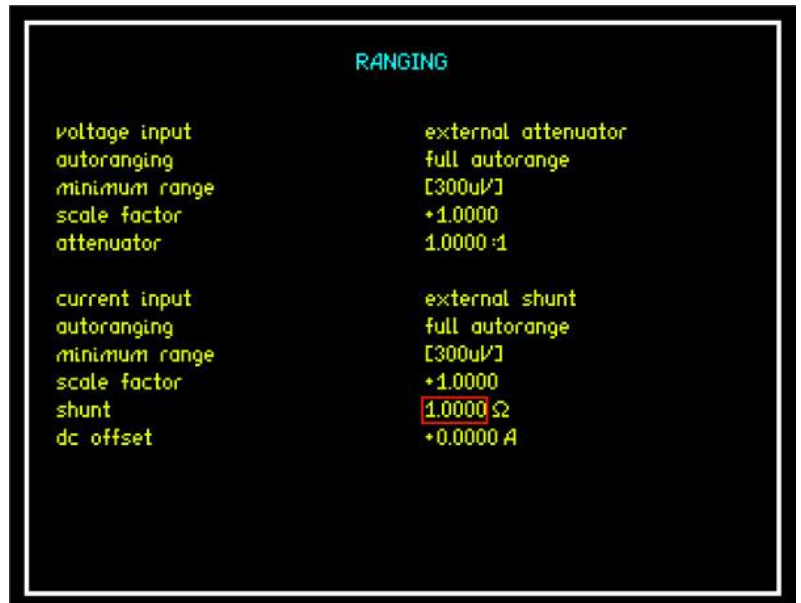 RANGING
voltage input external attenuator
autoranging full autorange
minimum range [300uV]
scale factor +1.0000
attenuator 1.0000:1
current input external shunt
autoranging full autorange
minimum range [300uV]
scale factor +1.0000
shunt 1.0000 Ω
dc offset +0.0000 A